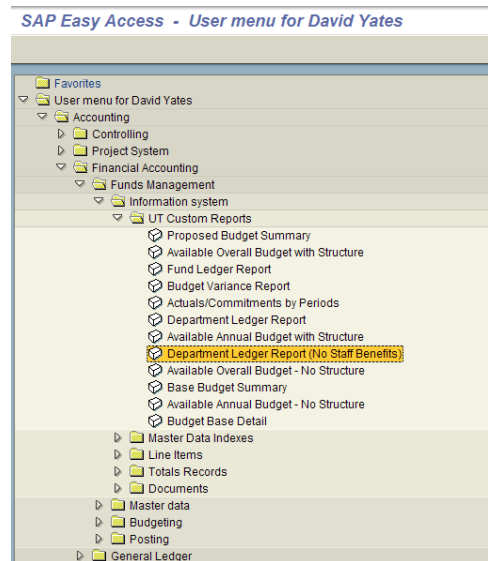 SAP Easy Access - User menu for David Yates
Favorites
User menu for David Yates
Accounting
Controlling
Project System
Financial Accounting
Funds Management
Information system
UT Custom Reports
Proposed Budget Summary
Available Overall Budget with Structure
Fund Ledger Report
Budget Variance Report
Actuals/Commitments by Periods
Department Ledger Report
Available Annual Budget with Structure
Department Ledger Report (No Staff Benefits)
Available Overall Budget - No Structure
Base Budget Summary
Available Annual Budget - No Structure
Budget Base Detail
Master Data Indexes
Line Items
Totals Records
Documents
Master data
Budgeting
Posting
General Ledger